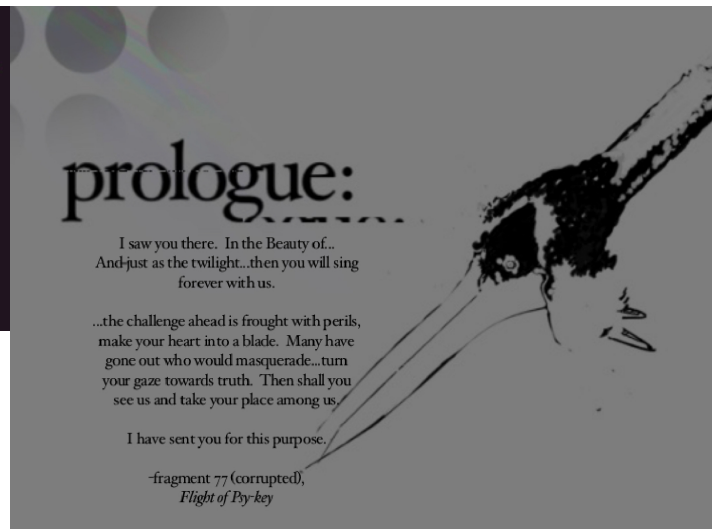 prologue:
I saw you there. In the Beauty of...
And just as the twilight...then you will sing
forever with us.
...the challenge ahead is frought with perils,
make your heart into a blade. Many have
gone out who would masquerade...turn
your gaze towards truth. Then shall you
see us and take your place among us.
I have sent you for this purpose.
-fragment 77 (corrupted),
Flight of Psy-key